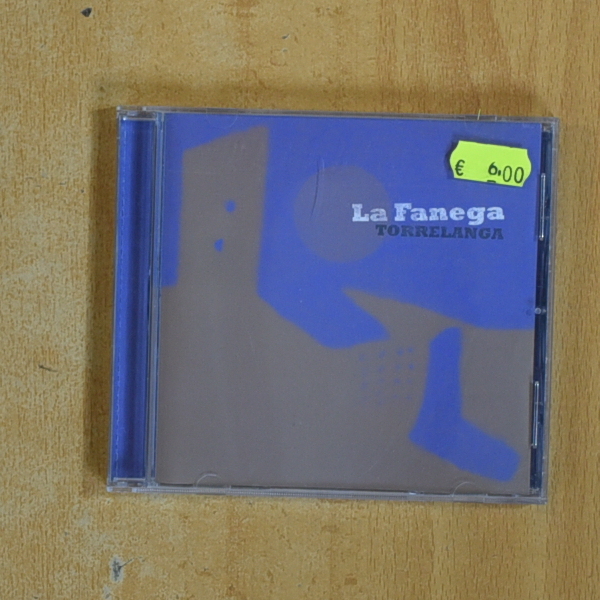 € 6.00
La Fanega
TORRELANGA